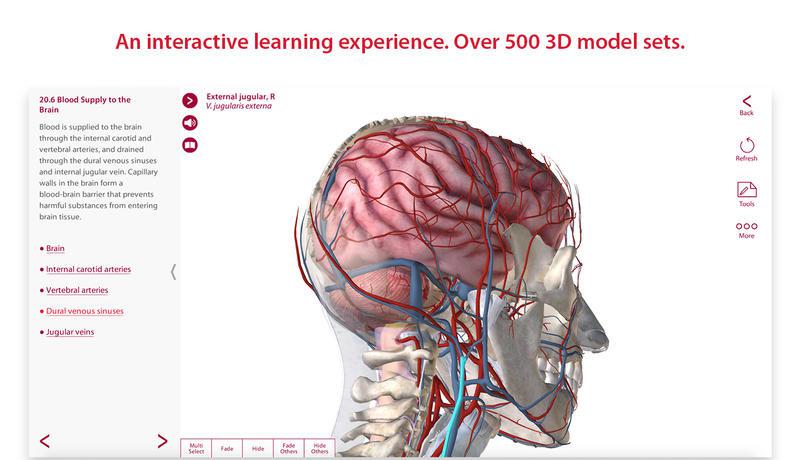 An interactive learning experience. Over 500 3D model sets.
20.6 Blood Supply to the
Brain
Blood is supplied to the brain
through the internal carotid and
vertebral arteries, and drained
through the dural venous sinuses
and internal jugular vein. Capillary
walls in the brain form a
blood-brain barrier that prevents
harmful substances from entering
brain tissue.
Brain
Internal carotid arteries
Vertebral arteries
Dural venous sinuses
Jugular veins
External jugular, R
V. jugularis externa
Back
Refresh
Tools
More
Multi
Select
Fade
Hide
Fade
Others
Hide
Others